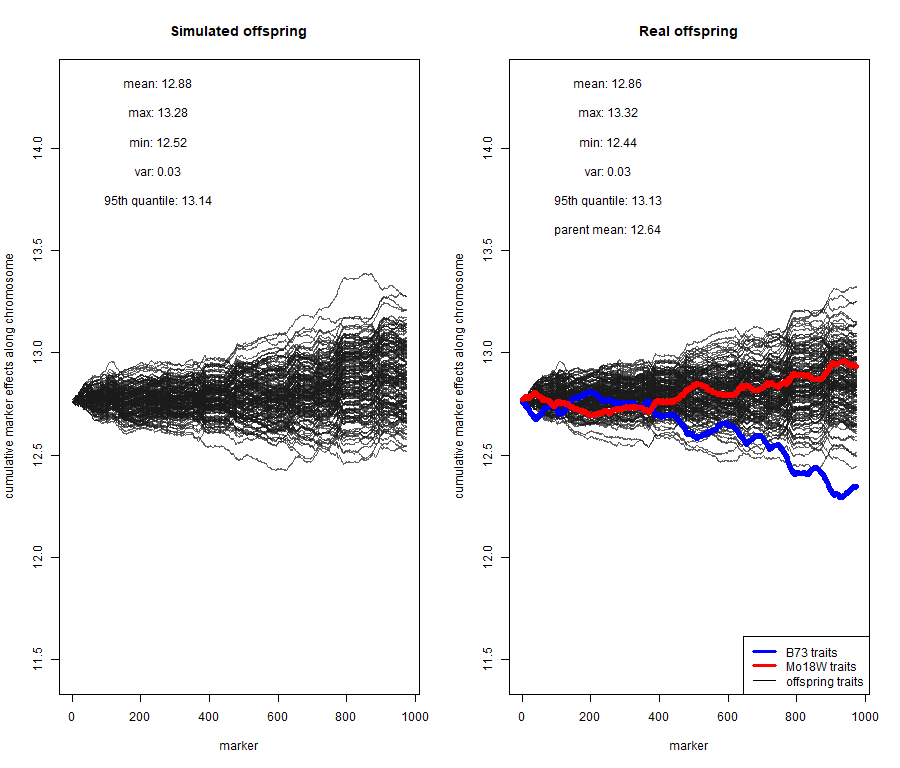 Simulated offspring
mean: 12.88
max: 13.28
min: 12.52
var: 0.03
95th quantile: 13.14
cumulative marker effects along chromosome
14.0
13.5
13.0
12.5
12.0
11.5
0 200 400 600 800 1000
marker
Real offspring
mean: 12.86
max: 13.32
min: 12.44
var: 0.03
95th quantile: 13.13
parent mean: 12.64
cumulative marker effects along chromosome
14.0
13.5
13.0
12.5
12.0
11.5
B73 traits
Mo18W traits
offspring traits
0 200 400 600 800 1000
marker